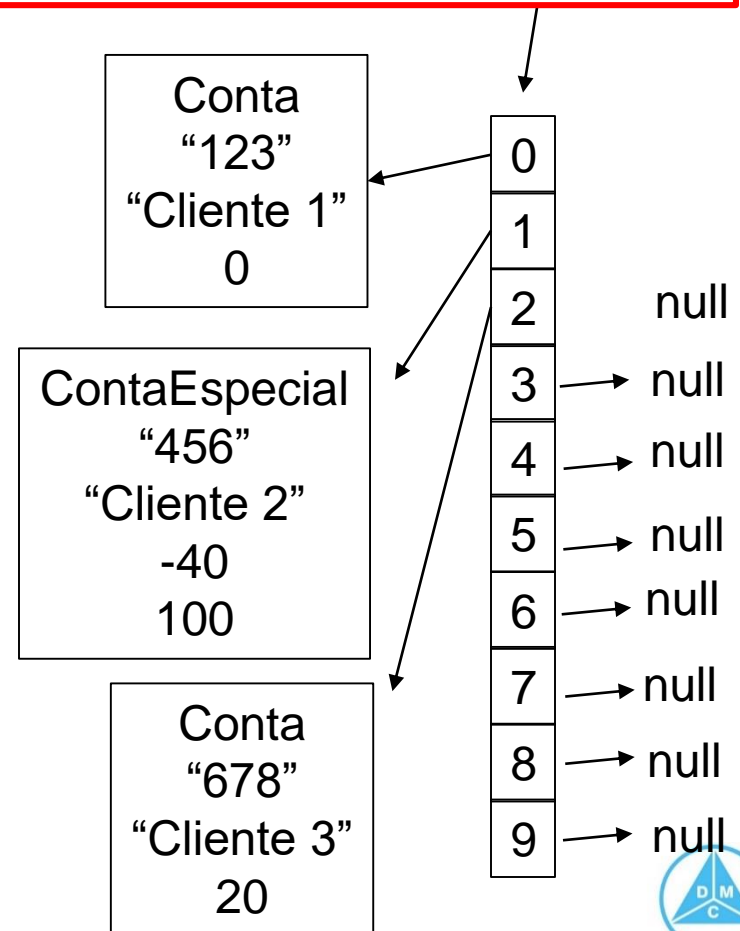 Conta
“123”
“Cliente 1”
0
ContaEspecial
“456”
“Cliente 2”
-40
100
Conta
“678”
“Cliente 3”
20
0
1
2 null
3 null
4 null
5 null
6 null
7 null
8 null
9 null
D M
C